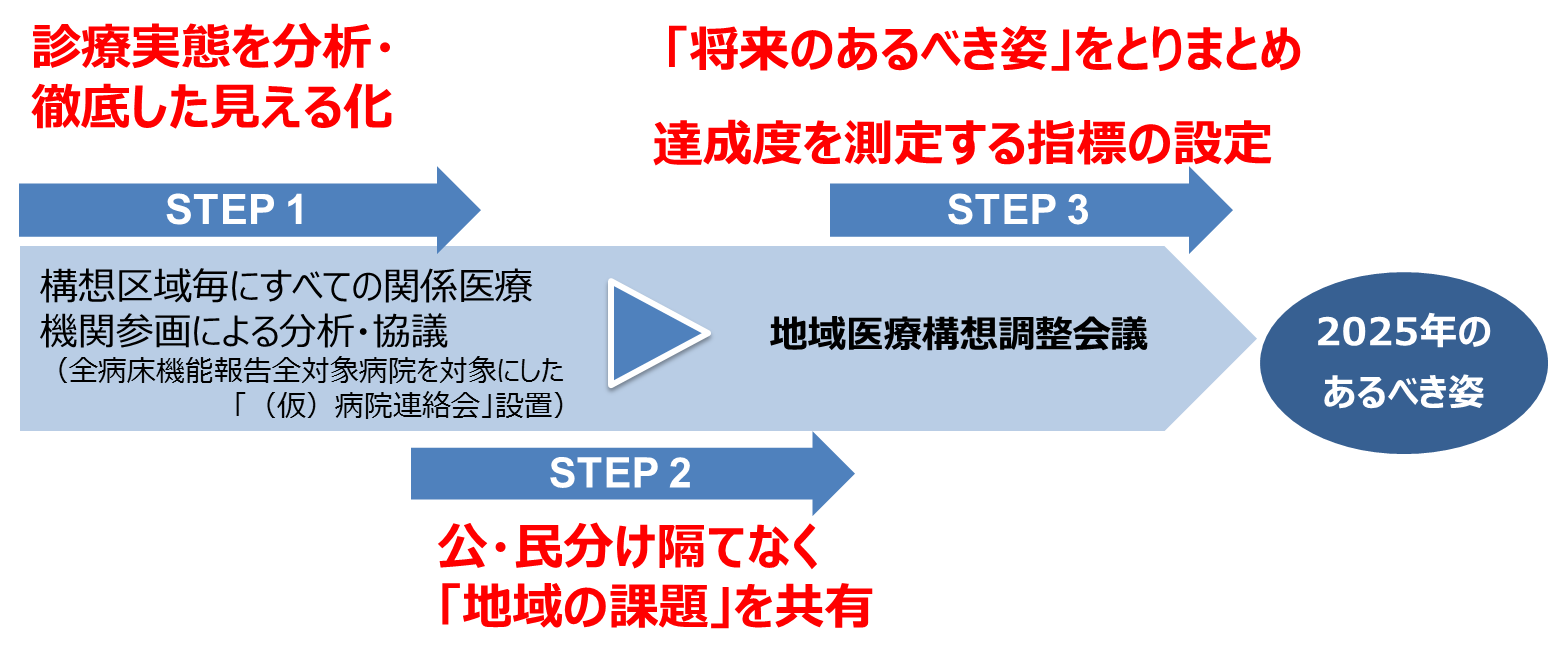 診療実態を分析・
徹底した見える化
「将来のあるべき姿」をとりまとめ
達成度を測定する指標の設定
STEP 1
STEP 3
構想区域毎にすべての関係医療
機関参画による分析・協議
（全病床機能報告全対象病院を対象にした
「（仮）病院連絡会」設置）
地域医療構想調整会議
2025年の
あるべき姿
STEP 2
公・民分け隔てなく
「地域の課題」を共有